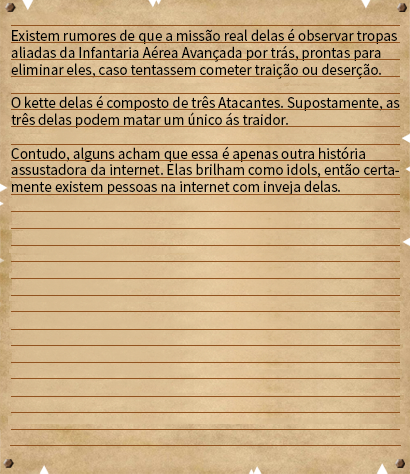 Existem rumores de que a missão real delas é observar tropas
aliadas da Infantaria Aérea Avançada por trás, prontas para
eliminar eles, caso tentassem cometer traição ou deserção.
O kette delas é composto de três Atacantes. Supostamente, as
três delas podem matar um único ás traidor.
Contudo, alguns acham que essa é apenas outra história
assustadora da internet. Elas brilham como idols, então certa-
mente existem pessoas na internet com inveja delas.